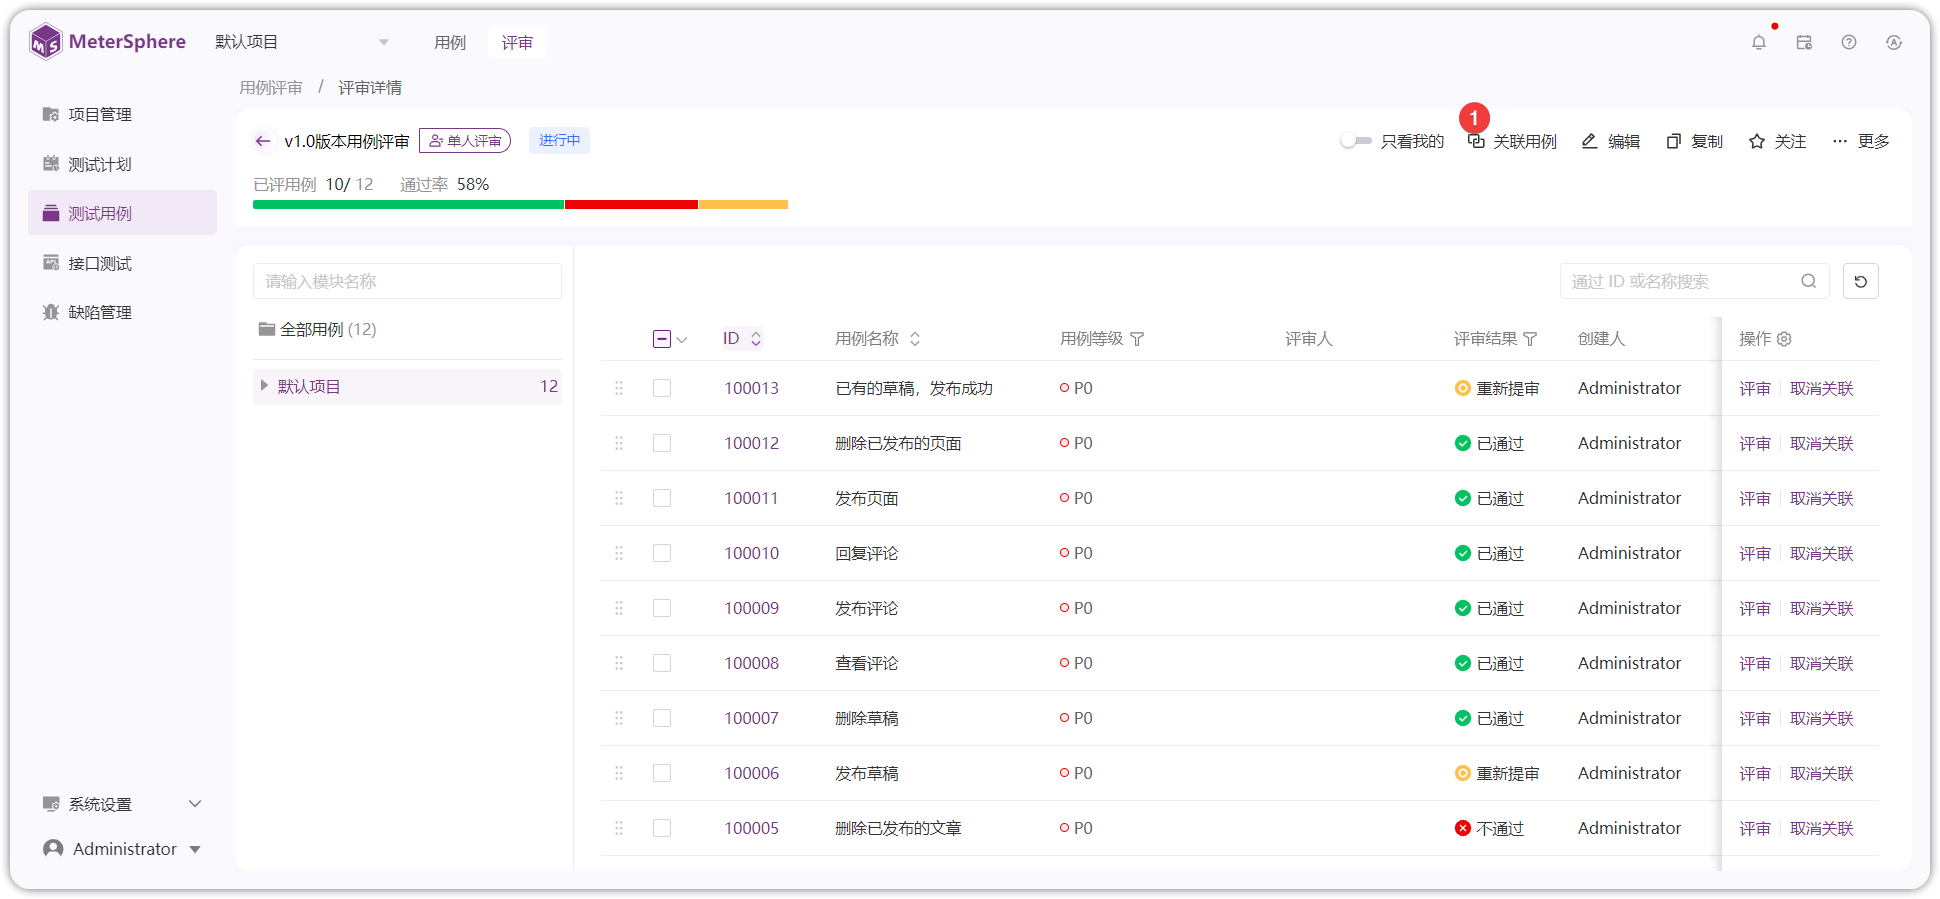 MeterSphere 默认项目 用例 评审
用例评审 / 评审详情
项目管理
测试计划
测试用例
接口测试
缺陷管理
系统设置
Administrator
v1.0版本用例评审 单人评审 进行中
1
只看我的 关联用例 编辑 复制 关注 更多
已评用例 10/ 12 通过率 58%
请输入模块名称
全部用例 (12)
默认项目 12
通过 ID 或名称搜索
ID 用例名称 用例等级 评审人 评审结果 创建人 操作
100013 已有的草稿，发布成功 P0 重新提审 Administrator 评审 取消关联
100012 删除已发布的页面 P0 已通过 Administrator 评审 取消关联
100011 发布页面 P0 已通过 Administrator 评审 取消关联
100010 回复评论 P0 已通过 Administrator 评审 取消关联
100009 发布评论 P0 已通过 Administrator 评审 取消关联
100008 查看评论 P0 已通过 Administrator 评审 取消关联
100007 删除草稿 P0 已通过 Administrator 评审 取消关联
100006 发布草稿 P0 重新提审 Administrator 评审 取消关联
100005 删除已发布的文章 P0 不通过 Administrator 评审 取消关联